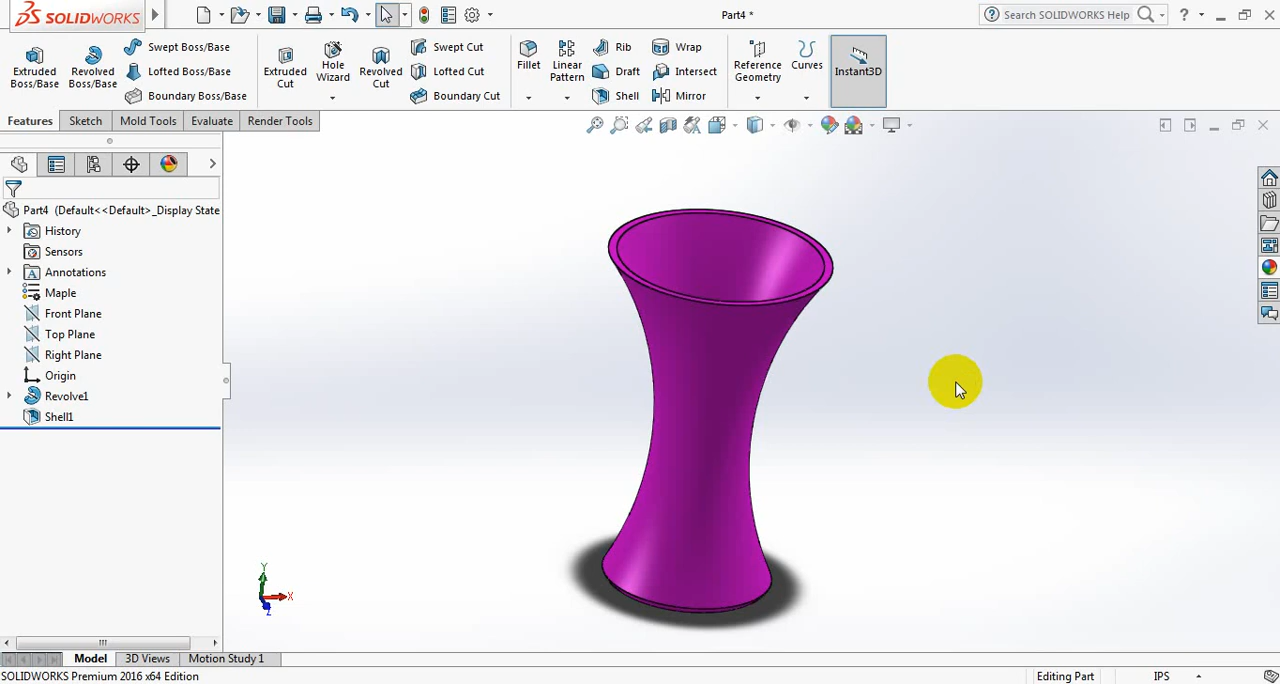 SOLIDWORKS
Part4 *
Search SOLIDWORKS Help
?
Extruded
Boss/Base
Revolved
Boss/Base
Swept Boss/Base
Lofted Boss/Base
Boundary Boss/Base
Extruded
Cut
Hole
Wizard
Revolved
Cut
Swept Cut
Lofted Cut
Boundary Cut
Fillet
Linear
Pattern
Rib
Draft
Shell
Wrap
Intersect
Mirror
Reference
Geometry
Curves
Instant3D
Features
Sketch
Mold Tools
Evaluate
Render Tools
Part4 (Default<<Default>_Display State
History
Sensors
Annotations
Maple
Front Plane
Top Plane
Right Plane
Origin
Revolve1
Shell1
Y
X
Z
Model
3D Views
Motion Study 1
SOLIDWORKS Premium 2016 x64 Edition
Editing Part
IPS